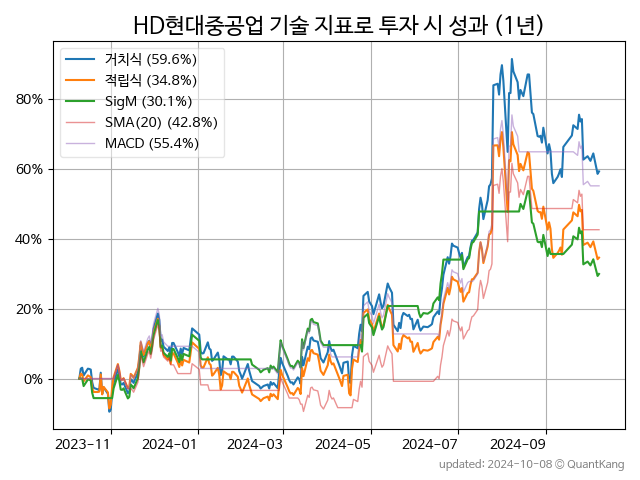 HD현대중공업 기술 지표로 투자 시 성과 (1년)
거치식 (59.6%)
적립식 (34.8%)
SigM (30.1%)
SMA(20) (42.8%)
MACD (55.4%)
80%
60%
40%
20%
0%
2023-11 2024-01 2024-03 2024-05 2024-07 2024-09
updated: 2024-10-08 © QuantKang